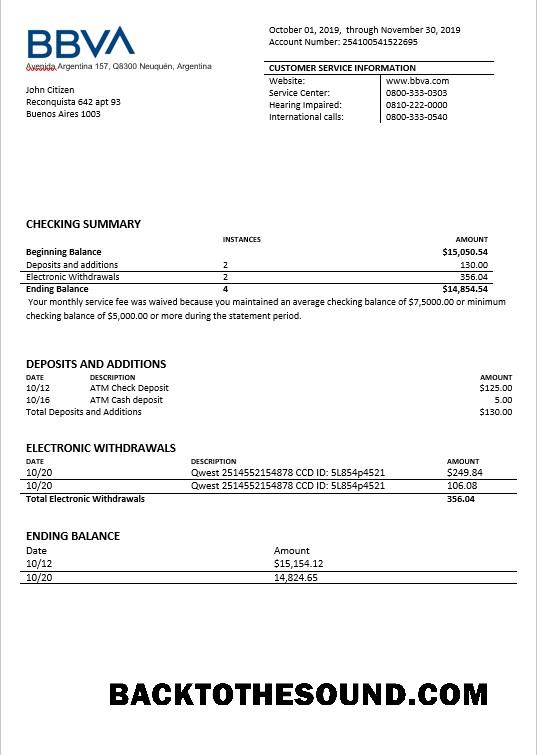 BBVA
Avenida Argentina 157, Q8300 Neuquén, Argentina
John Citizen
Reconquista 642 apt 93
Buenos Aires 1003
October 01, 2019, through November 30, 2019
Account Number: 254100541522695
CUSTOMER SERVICE INFORMATION
Website: www.bbva.com
Service Center: 0800-333-0303
Hearing Impaired: 0810-222-0000
International calls: 0800-333-0540
CHECKING SUMMARY
INSTANCES AMOUNT
Beginning Balance $15,050.54
Deposits and additions 2 130.00
Electronic Withdrawals 2 356.04
Ending Balance 4 $14,854.54
Your monthly service fee was waived because you maintained an average checking balance of $7,5000.00 or minimum
checking balance of $5,000.00 or more during the statement period.
DEPOSITS AND ADDITIONS
DATE DESCRIPTION AMOUNT
10/12 ATM Check Deposit $125.00
10/16 ATM Cash deposit 5.00
Total Deposits and Additions $130.00
ELECTRONIC WITHDRAWALS
DATE DESCRIPTION AMOUNT
10/20 Qwest 2514552154878 CCD ID: 5L854p4521 $249.84
10/20 Qwest 2514552154878 CCD ID: 5L854p4521 106.08
Total Electronic Withdrawals 356.04
ENDING BALANCE
Date Amount
10/12 $15,154.12
10/20 14,824.65
BACKTOTHESOUND.COM